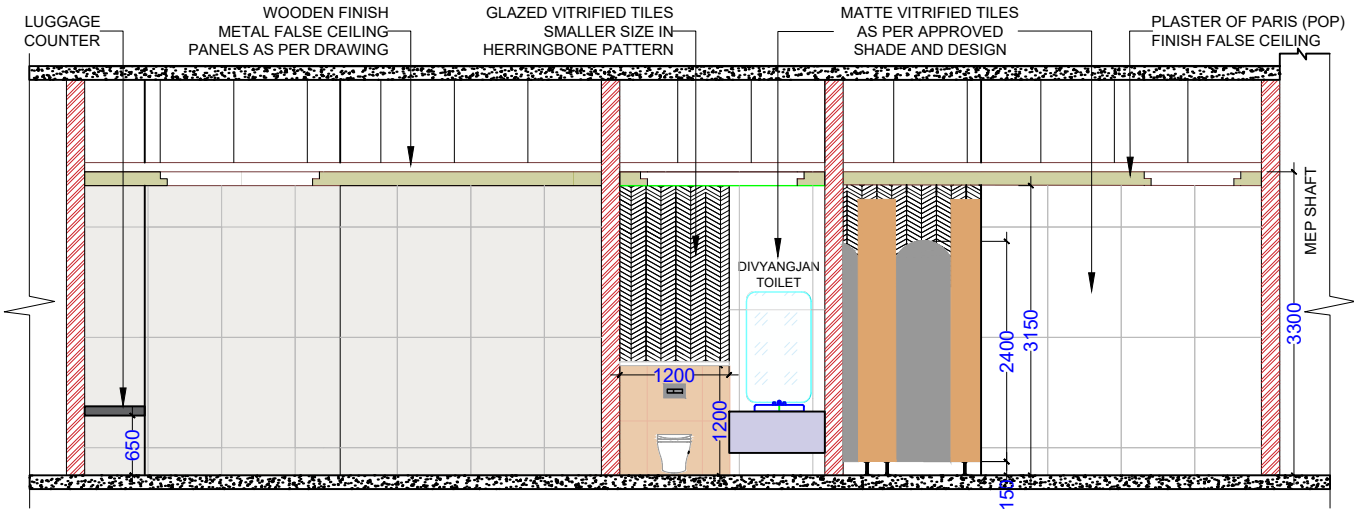 LUGGAGE
COUNTER
WOODEN FINISH
METAL FALSE CEILING
PANELS AS PER DRAWING
GLAZED VITRIFIED TILES
SMALLER SIZE IN
HERRINGBONE PATTERN
MATTE VITRIFIED TILES
AS PER APPROVED
SHADE AND DESIGN
PLASTER OF PARIS (POP)
FINISH FALSE CEILING
MEP SHAFT
DIVYANGJAN
TOILET
650
1200
1200
2400
3150
3300
150